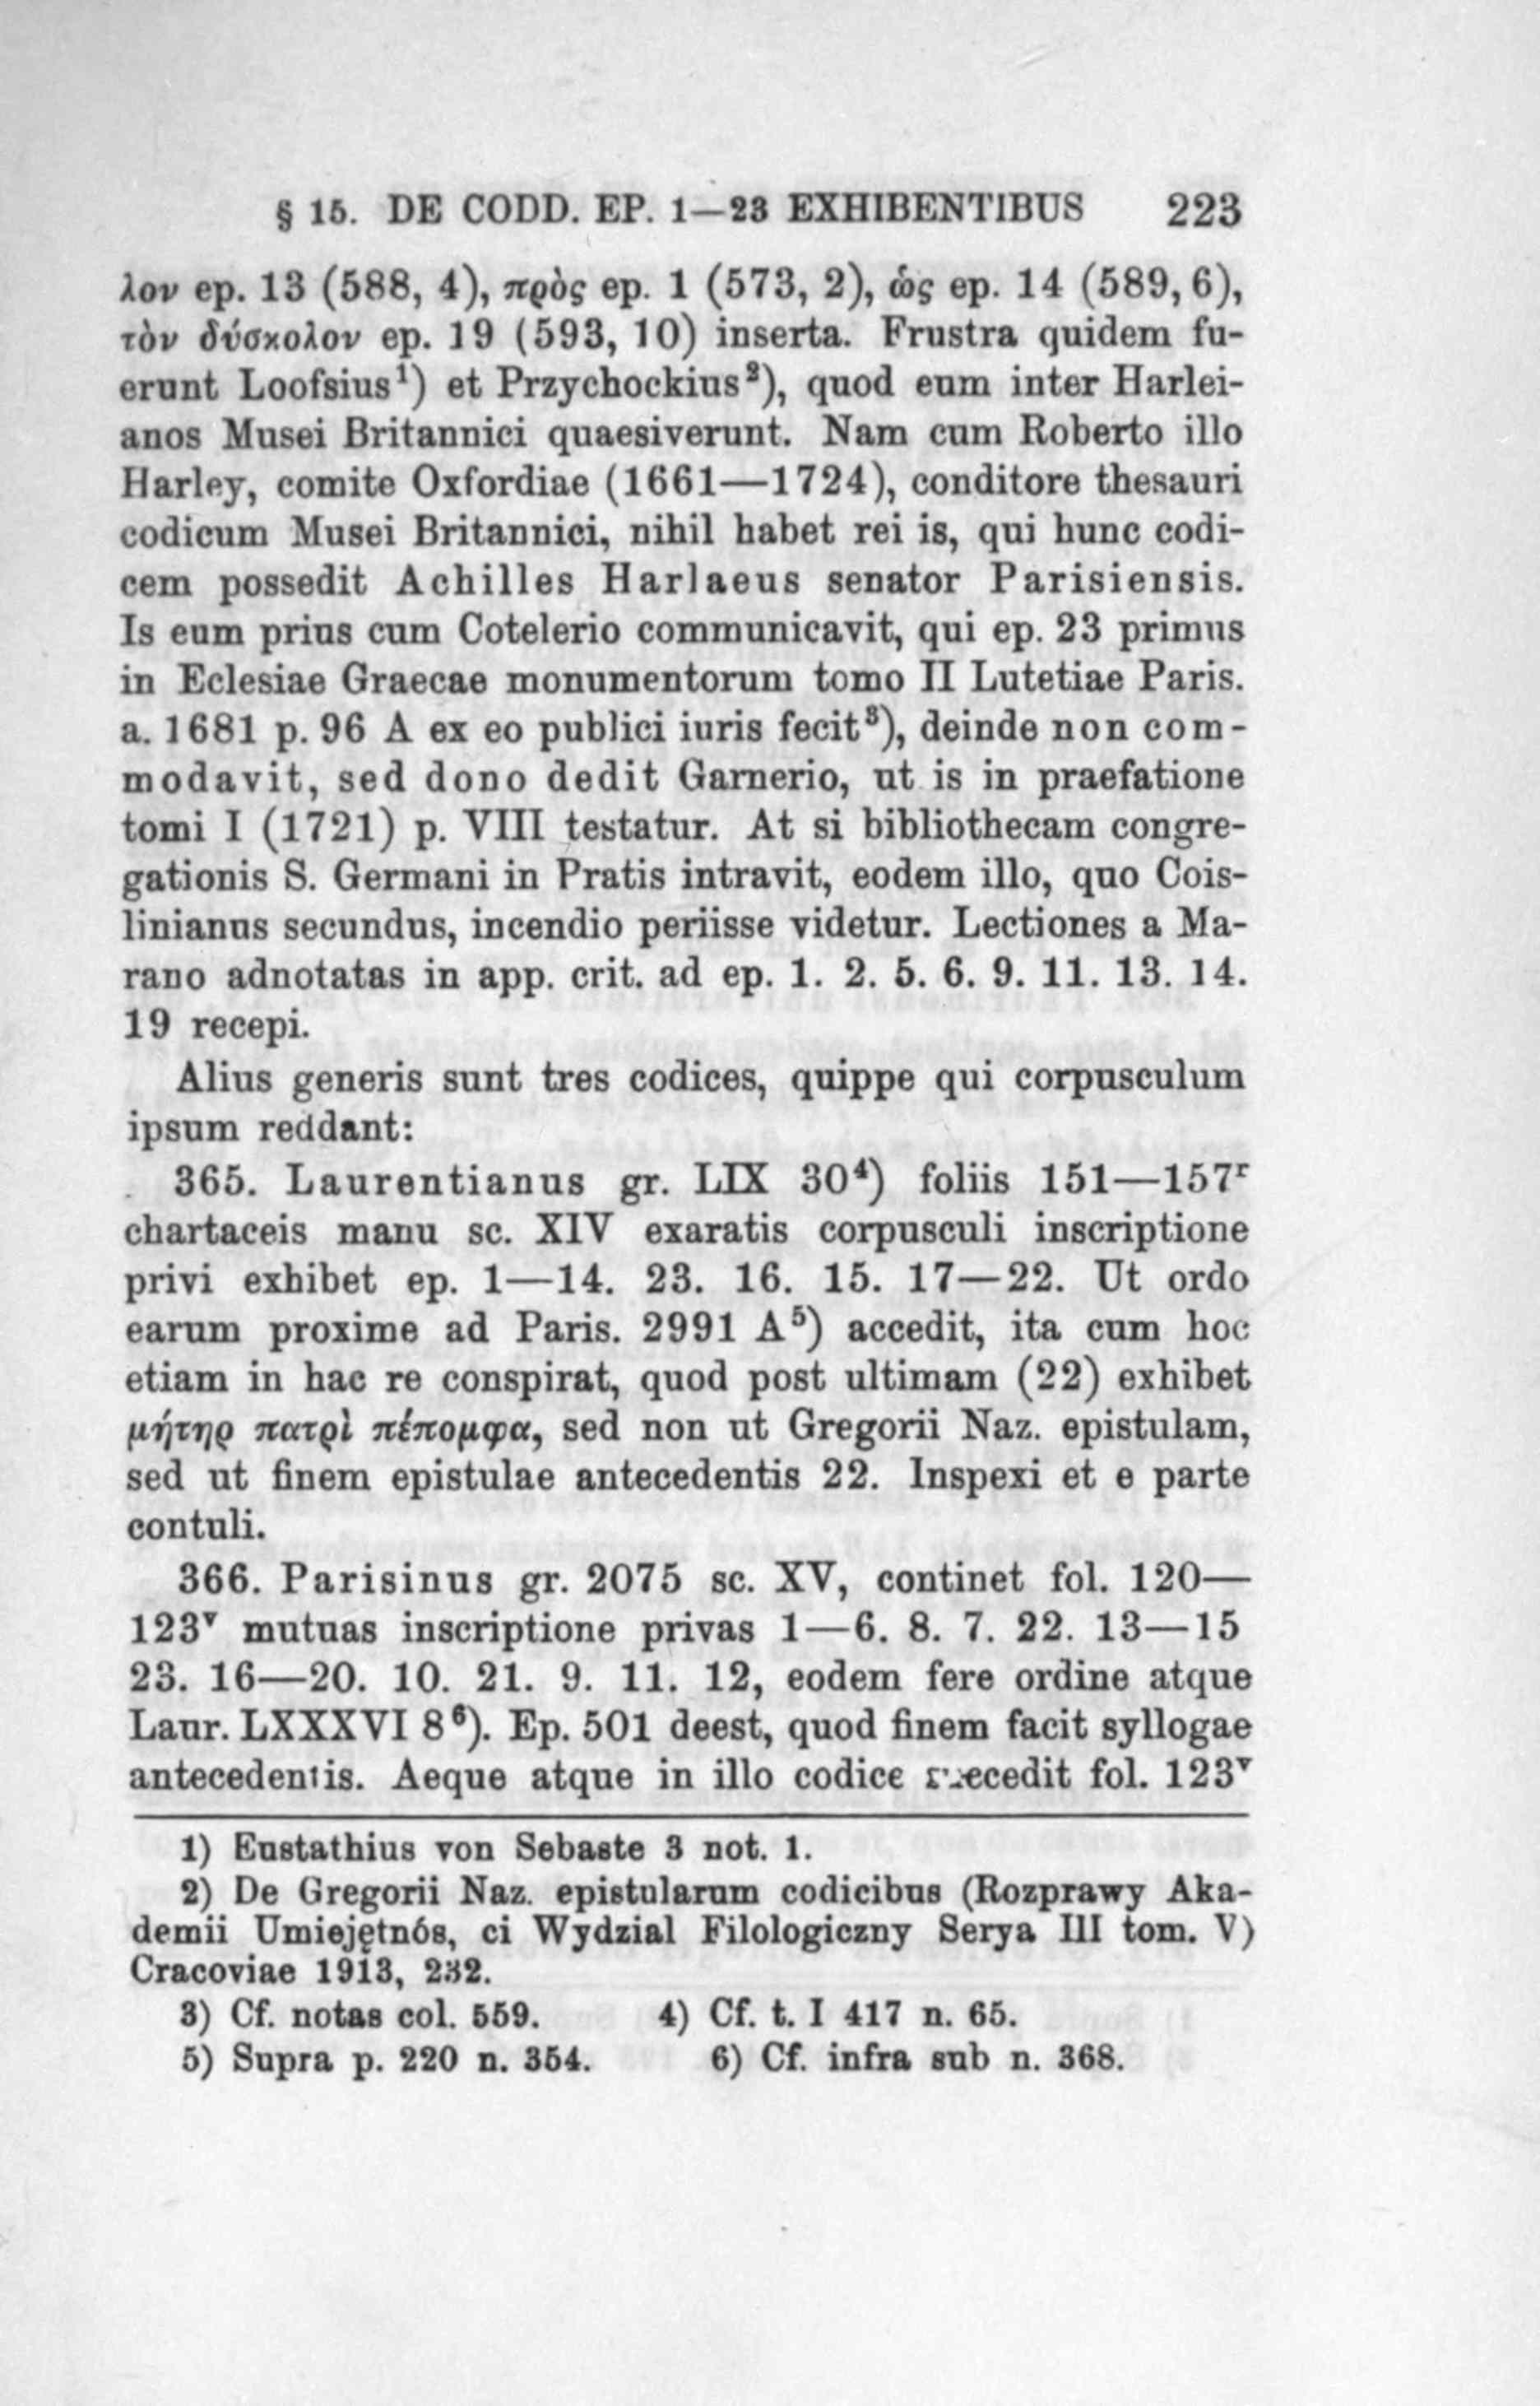 § 15. DE CODD. EP. 1—23 EXHIBENTIBUS 223
λον ep. 13 (588, 4), πρὸς ep. 1 (573, 2), ὡς ep. 14 (589, 6),
τὸν δύσκολον ep. 19 (593, 10) inserta. Frustra quidem fu-
erunt Loofsius¹) et Przychockius²), quod eum inter Harlei-
anos Musei Britannici quaesiverunt. Nam cum Roberto illo
Harley, comite Oxfordiae (1661—1724), conditore thesauri
codicum Musei Britannici, nihil habet rei is, qui hunc codi-
cem possedit Achilles Harlaeus senator Parisiensis.
Is eum prius cum Cotelerio communicavit, qui ep. 23 primus
in Eclesiae Graecae monumentorum tomo II Lutetiae Paris.
a. 1681 p. 96 A ex eo publici iuris fecit³), deinde non com-
modavit, sed dono dedit Garnerio, ut is in praefatione
tomi I (1721) p. VIII testatur. At si bibliothecam congre-
gationis S. Germani in Pratis intravit, eodem illo, quo Cois-
linianus secundus, incendio periisse videtur. Lectiones a Ma-
rano adnotatas in app. crit. ad ep. 1. 2. 5. 6. 9. 11. 13. 14.
19 recepi.
Alius generis sunt tres codices, quippe qui corpusculum
ipsum reddant:
365. Laurentianus gr. LIX 30⁴) foliis 151—157ʳ
chartaceis manu sc. XIV exaratis corpusculi inscriptione
privi exhibet ep. 1—14. 23. 16. 15. 17—22. Ut ordo
earum proxime ad Paris. 2991 A⁵) accedit, ita cum hoc
etiam in hac re conspirat, quod post ultimam (22) exhibet
μήτηρ πατρὶ πέπομφα, sed non ut Gregorii Naz. epistulam,
sed ut finem epistulae antecedentis 22. Inspexi et e parte
contuli.
366. Parisinus gr. 2075 sc. XV, continet fol. 120—
123ᵛ mutuas inscriptione privas 1—6. 8. 7. 22. 13—15
23. 16—20. 10. 21. 9. 11. 12, eodem fere ordine atque
Laur. LXXXVI 8⁶). Ep. 501 deest, quod finem facit syllogae
antecedentis. Aeque atque in illo codice fol. 123ᵛ
1) Eustathius von Sebaste 3 not. 1.
2) De Gregorii Naz. epistularum codicibus (Rozprawy Aka-
demii Umiejętnós, ci Wydzial Filologiczny Serya III tom. V)
Cracoviae 1913, 232.
3) Cf. notas col. 559. 4) Cf. t. I 417 n. 65.
5) Supra p. 220 n. 354. 6) Cf. infra sub n. 368.